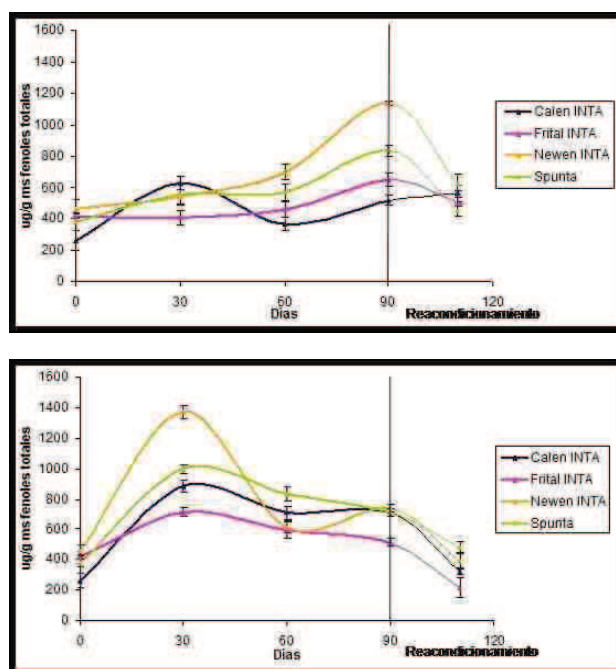 1600
1400
1200
1000
800
600
400
200
0
ug/g ms fenoles totales
0 30 60 90 120
Dias Reacondicionamiento
Calen INTA
Frital INTA
Newen INTA
Spunta
1600
1400
1200
1000
800
600
400
200
0
ug/g ms fenoles totales
0 30 60 90 120
Dias Reacondicionamiento
Calen INTA
Frital INTA
Newen INTA
Spunta